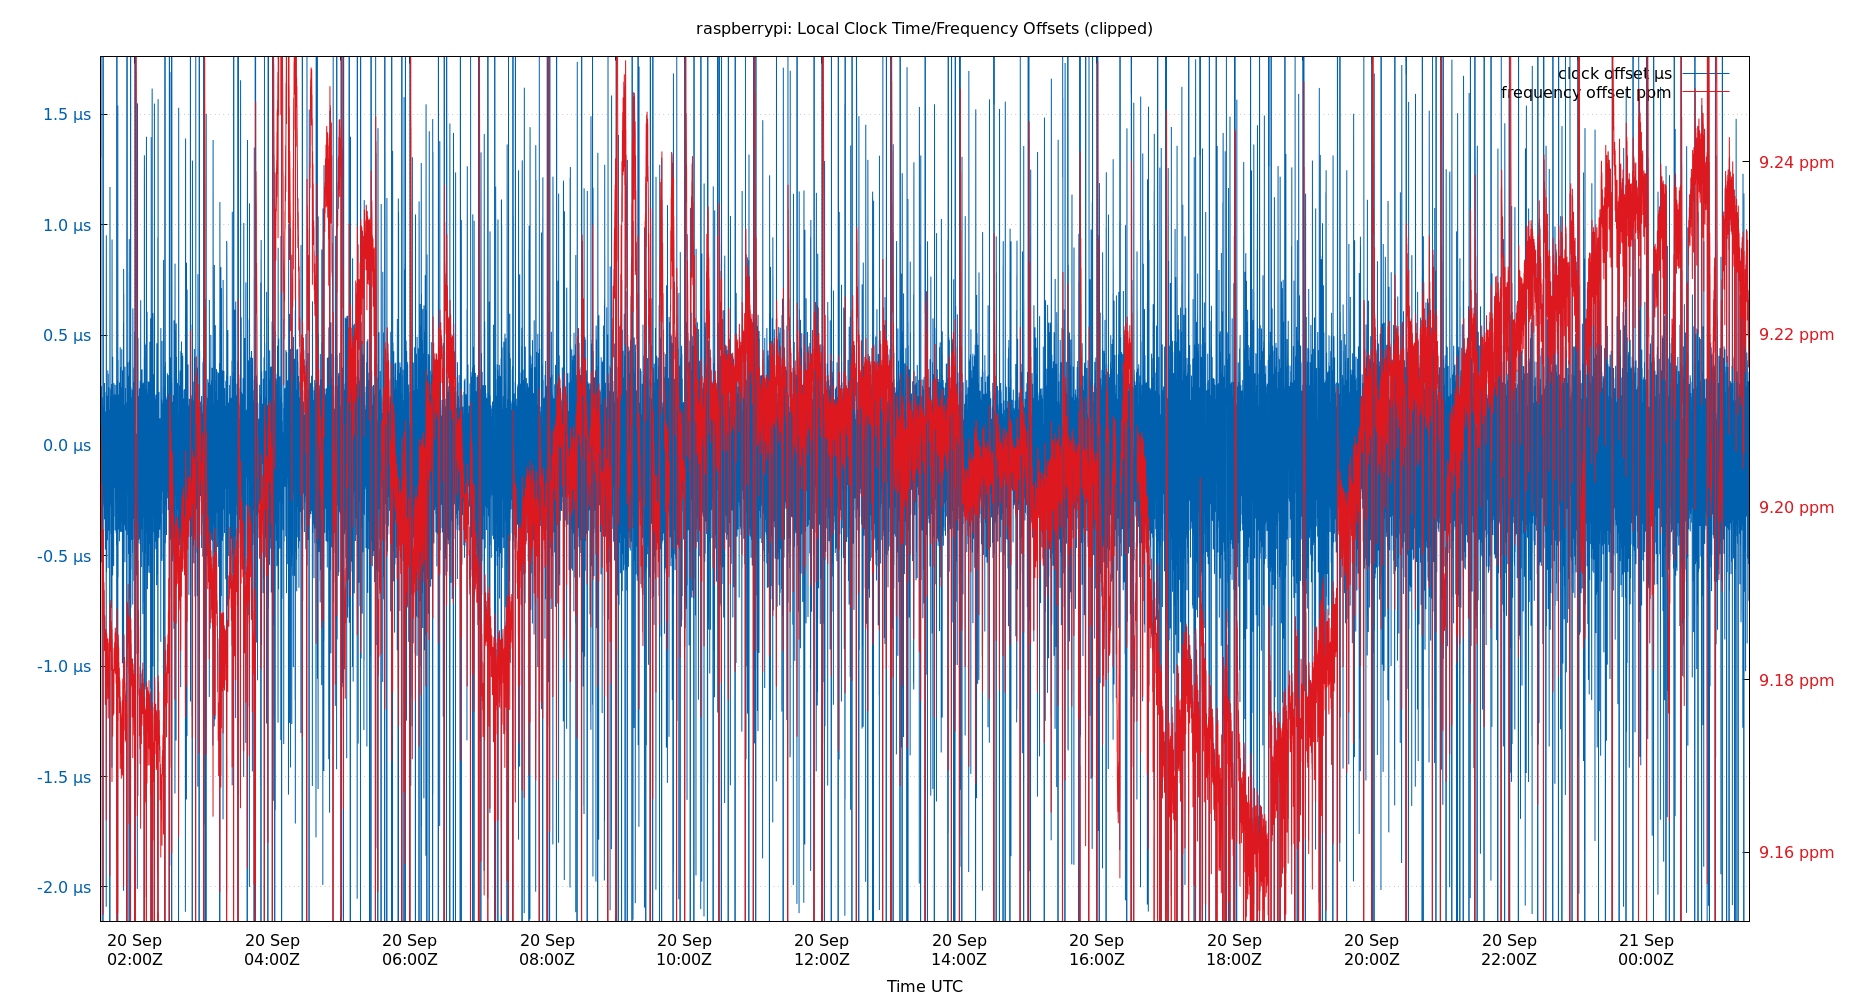 raspberrypi: Local Clock Time/Frequency Offsets (clipped)
clock offset µs
frequency offset ppm
1.5 µs
1.0 µs
0.5 µs
0.0 µs
-0.5 µs
-1.0 µs
-1.5 µs
-2.0 µs
9.24 ppm
9.22 ppm
9.20 ppm
9.18 ppm
9.16 ppm
20 Sep 20 Sep 20 Sep 20 Sep 20 Sep 20 Sep 20 Sep 20 Sep 20 Sep 20 Sep 20 Sep 21 Sep
02:00Z 04:00Z 06:00Z 08:00Z 10:00Z 12:00Z 14:00Z 16:00Z 18:00Z 20:00Z 22:00Z 00:00Z
Time UTC